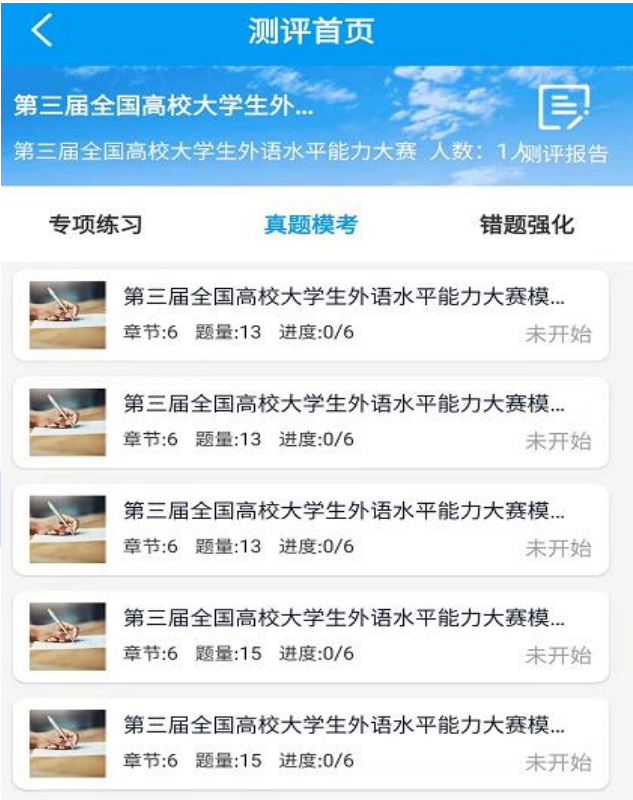 测评首页
第三届全国高校大学生外...
第三届全国高校大学生外语水平能力大赛 人数：1人
测评报告
专项练习 真题模考 错题强化
第三届全国高校大学生外语水平能力大赛模...
章节:6 题量:13 进度:0/6 未开始
第三届全国高校大学生外语水平能力大赛模...
章节:6 题量:13 进度:0/6 未开始
第三届全国高校大学生外语水平能力大赛模...
章节:6 题量:13 进度:0/6 未开始
第三届全国高校大学生外语水平能力大赛模...
章节:6 题量:15 进度:0/6 未开始
第三届全国高校大学生外语水平能力大赛模...
章节:6 题量:15 进度:0/6 未开始